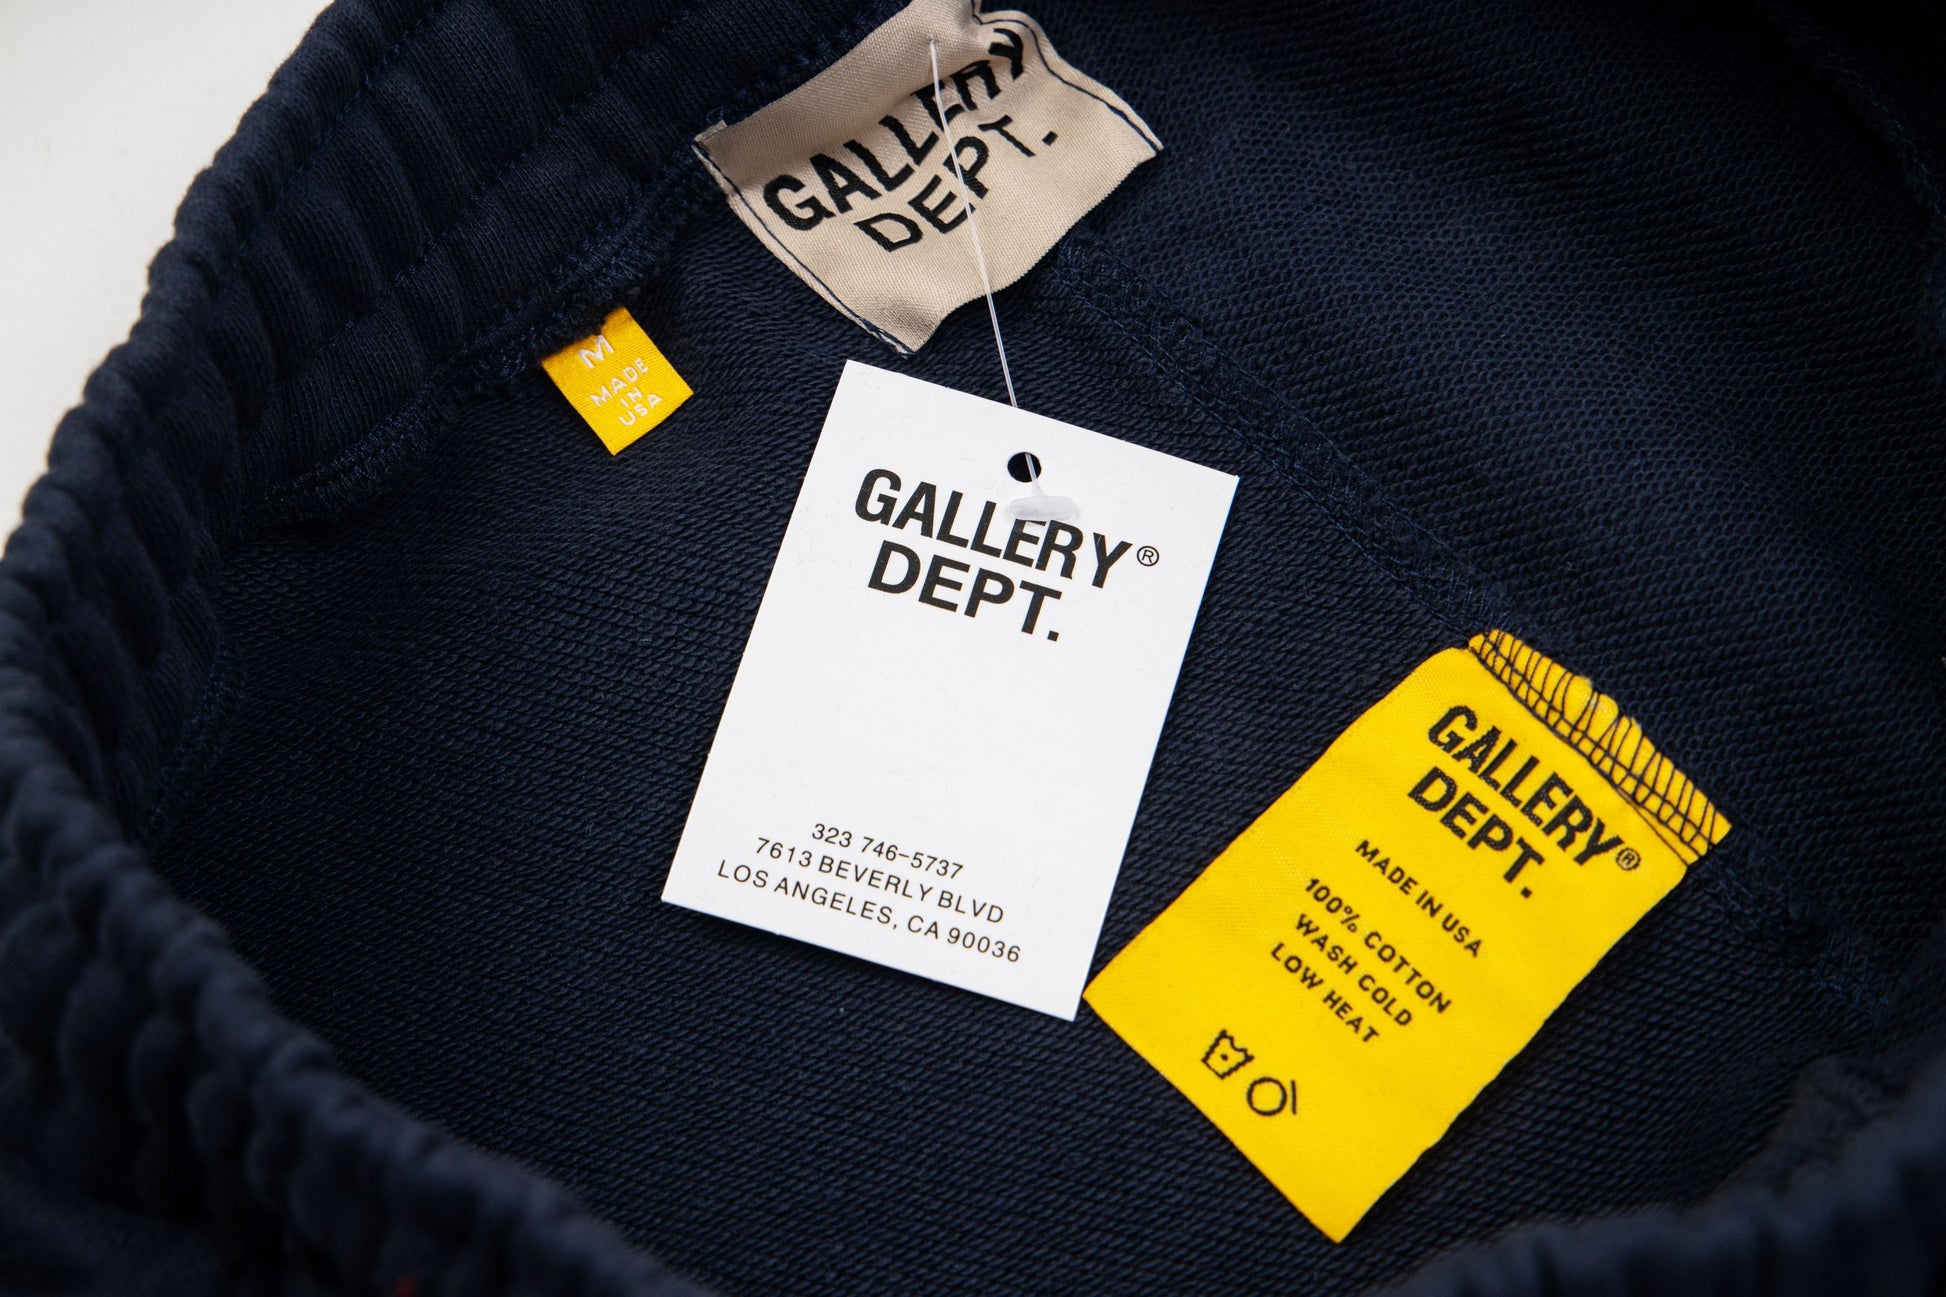 GALLERY
DEPT.
M
MADE
IN
USA
GALLERY®
DEPT.
323 746-5737
7613 BEVERLY BLVD
LOS ANGELES, CA 90036
GALLERY®
DEPT.
MADE IN USA
100% COTTON
WASH COLD
LOW HEAT